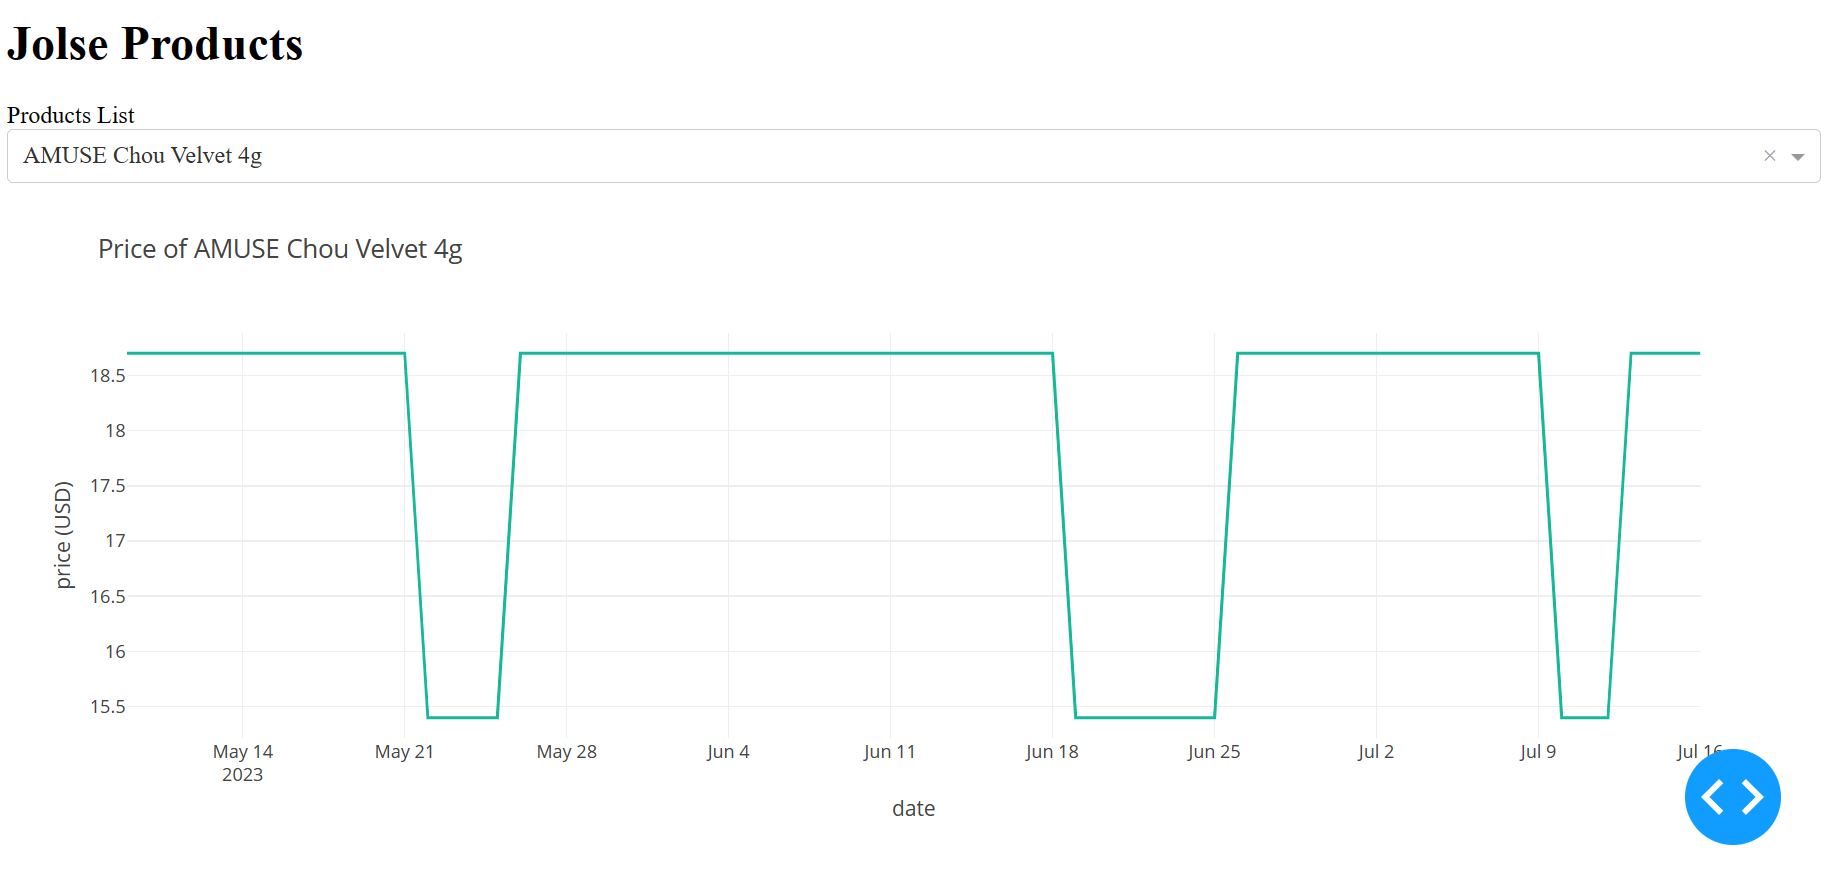 Jolse Products
Products List
AMUSE Chou Velvet 4g
Price of AMUSE Chou Velvet 4g
18.5
18
17.5
17
16.5
16
15.5
price (USD)
May 14 May 21 May 28 Jun 4 Jun 11 Jun 18 Jun 25 Jul 2 Jul 9 Jul 16
2023
date